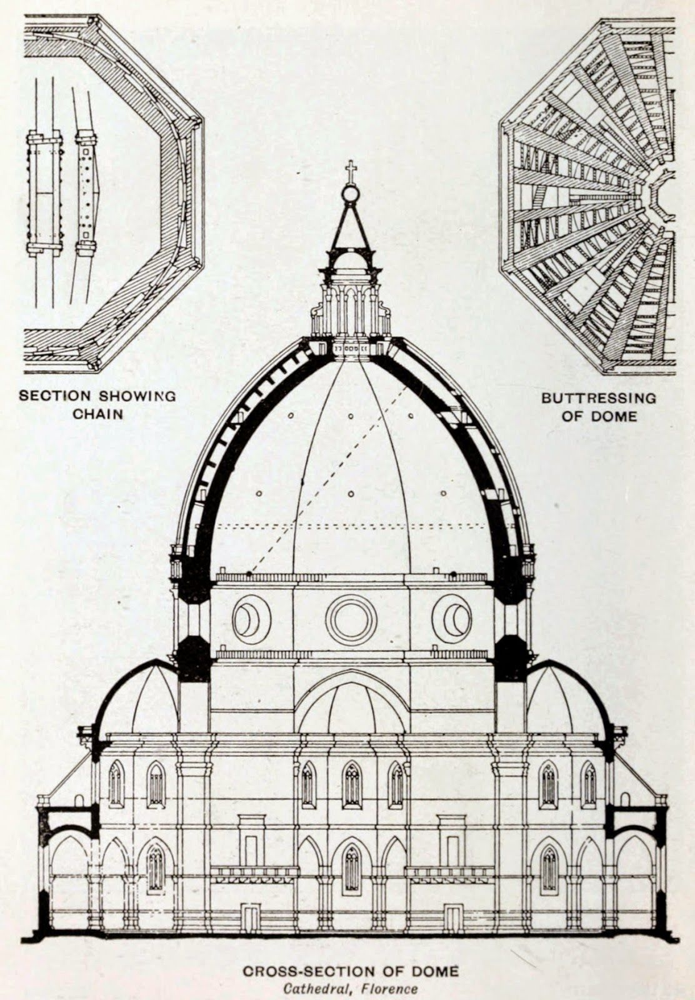 SECTION SHOWING
CHAIN
BUTTRESSING
OF DOME
CROSS-SECTION OF DOME
Cathedral, Florence